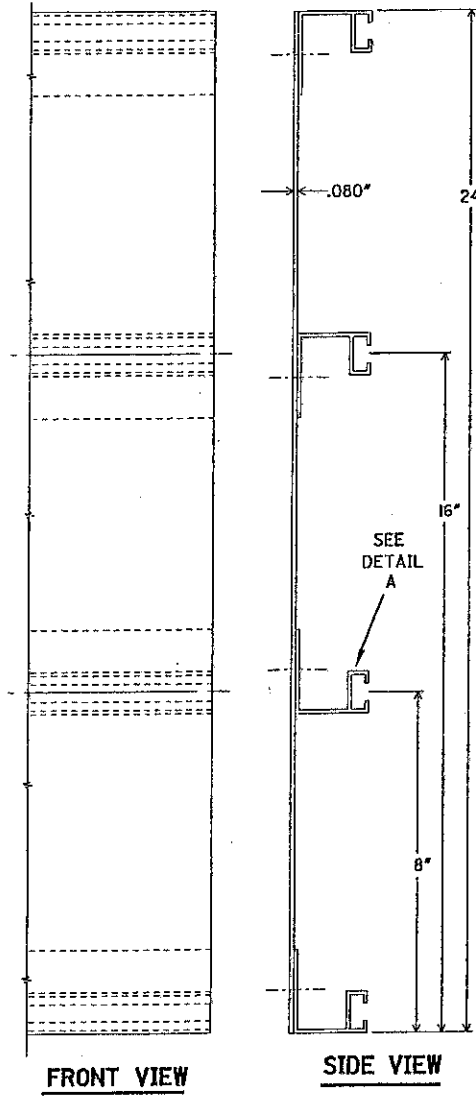 24
.080"
16"
SEE
DETAIL
A
8"
FRONT VIEW
SIDE VIEW